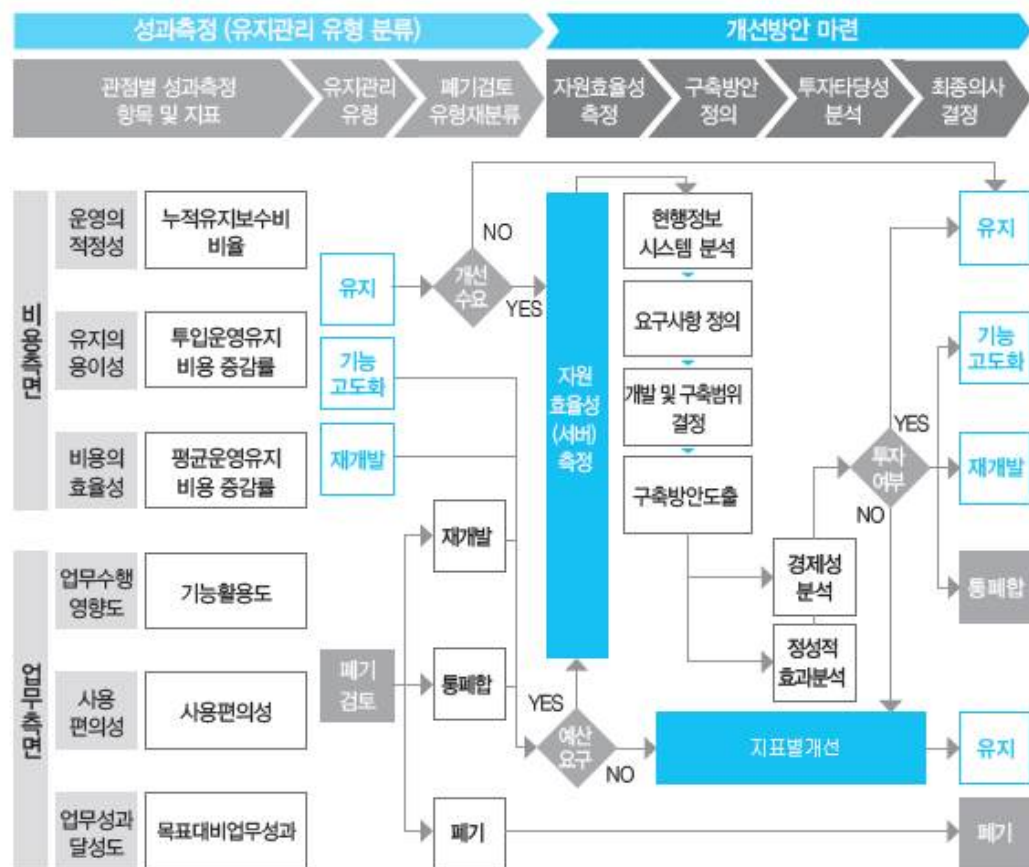 성과측정 (유지관리 유형 분류)
개선방안 마련
관점별 성과측정
항목 및 지표
유지관리
유형
폐기검토
유형재분류
자원효율성
측정
구축방안
정의
투자타당성
분석
최종의사
결정
비용측면
운영의
적정성
누적유지보수비
비율
유지의
용이성
투입운영유지
비용 증감률
비용의
효율성
평균운영유지
비용 증감률
업무측면
업무수행
영향도
기능활용도
사용
편의성
사용편의성
업무성과
달성도
목표대비업무성과
유지
기능
고도화
재개발
폐기
검토
재개발
통폐합
폐기
개선
수요
NO
YES
예산
요구
YES
NO
자원
효율성
(서버)
측정
현행정보
시스템 분석
요구사항 정의
개발 및 구축범위
결정
구축방안도출
경제성
분석
정성적
효과분석
투자
여부
YES
NO
지표별개선
유지
기능
고도화
재개발
통폐합
유지
폐기